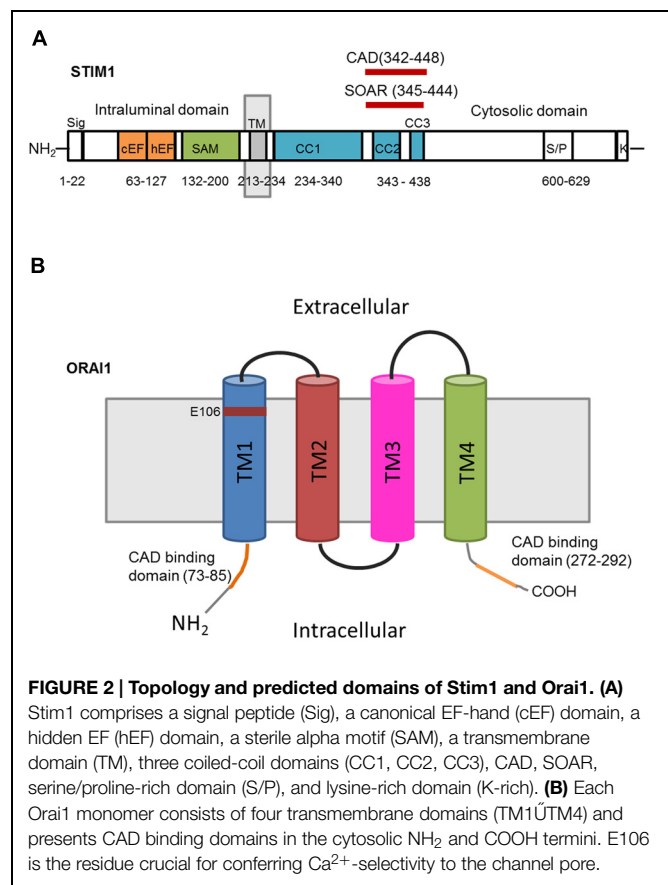 A
STIM1
CAD(342-448)
SOAR (345-444)
Sig
Intraluminal domain
TM
CC3
Cytosolic domain
NH2 cEF hEF SAM CC1 CC2 S/P K
1-22 63-127 132-200 213-234 234-340 343 - 438 600-629
B
Extracellular
ORAI1
E106
TM1 TM2 TM3 TM4
CAD binding
domain (73-85)
CAD binding
domain (272-292)
COOH
NH2
Intracellular
FIGURE 2 | Topology and predicted domains of Stim1 and Orai1. (A)
Stim1 comprises a signal peptide (Sig), a canonical EF-hand (cEF) domain, a
hidden EF (hEF) domain, a sterile alpha motif (SAM), a transmembrane
domain (TM), three coiled-coil domains (CC1, CC2, CC3), CAD, SOAR,
serine/proline-rich domain (S/P), and lysine-rich domain (K-rich). (B) Each
Orai1 monomer consists of four transmembrane domains (TM1ŰTM4) and
presents CAD binding domains in the cytosolic NH2 and COOH termini. E106
is the residue crucial for conferring Ca2+-selectivity to the channel pore.